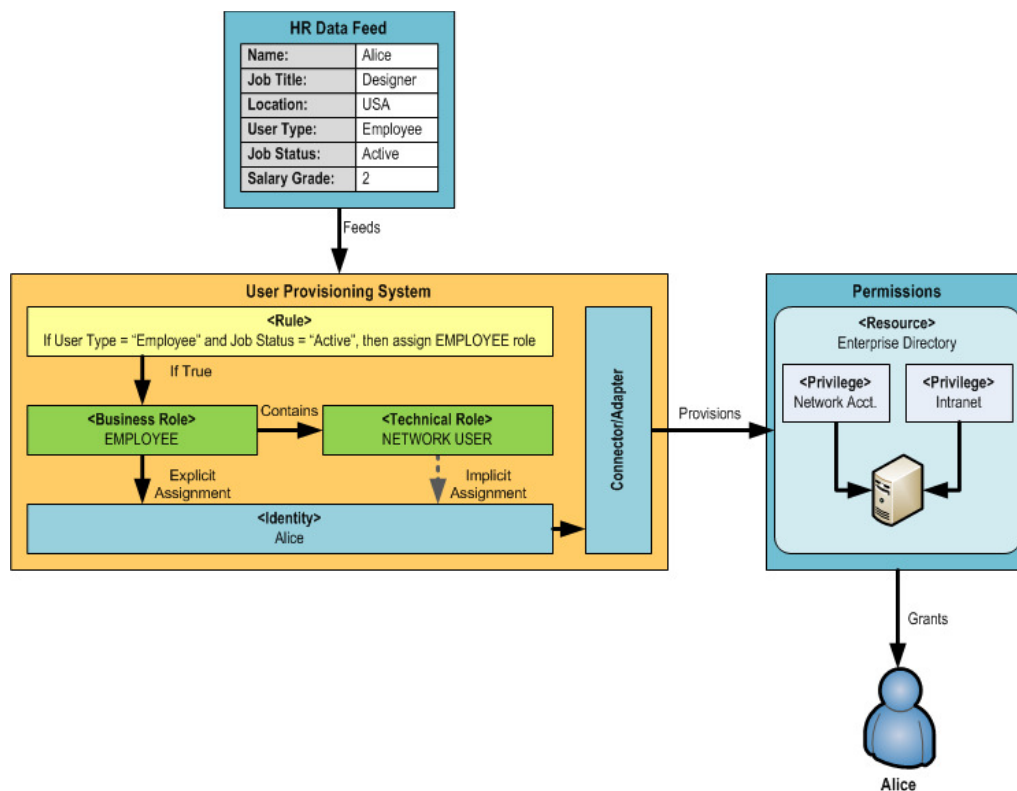 HR Data Feed
Name: Alice
Job Title: Designer
Location: USA
User Type: Employee
Job Status: Active
Salary Grade: 2
Feeds
User Provisioning System
<Rule>
If User Type = “Employee” and Job Status = “Active”, then assign EMPLOYEE role
If True
<Business Role>
EMPLOYEE
Contains
<Technical Role>
NETWORK USER
Explicit
Assignment
Implicit
Assignment
<Identity>
Alice
Connector/Adapter
Provisions
Permissions
<Resource>
Enterprise Directory
<Privilege>
Network Acct.
<Privilege>
Intranet
Grants
Alice